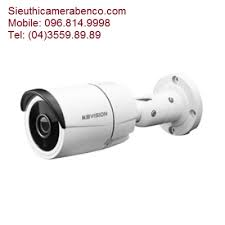 Sieuthicamerabenco.com
Mobile: 096.814.9998
Tel: (04)3559.89.89
KBVISION